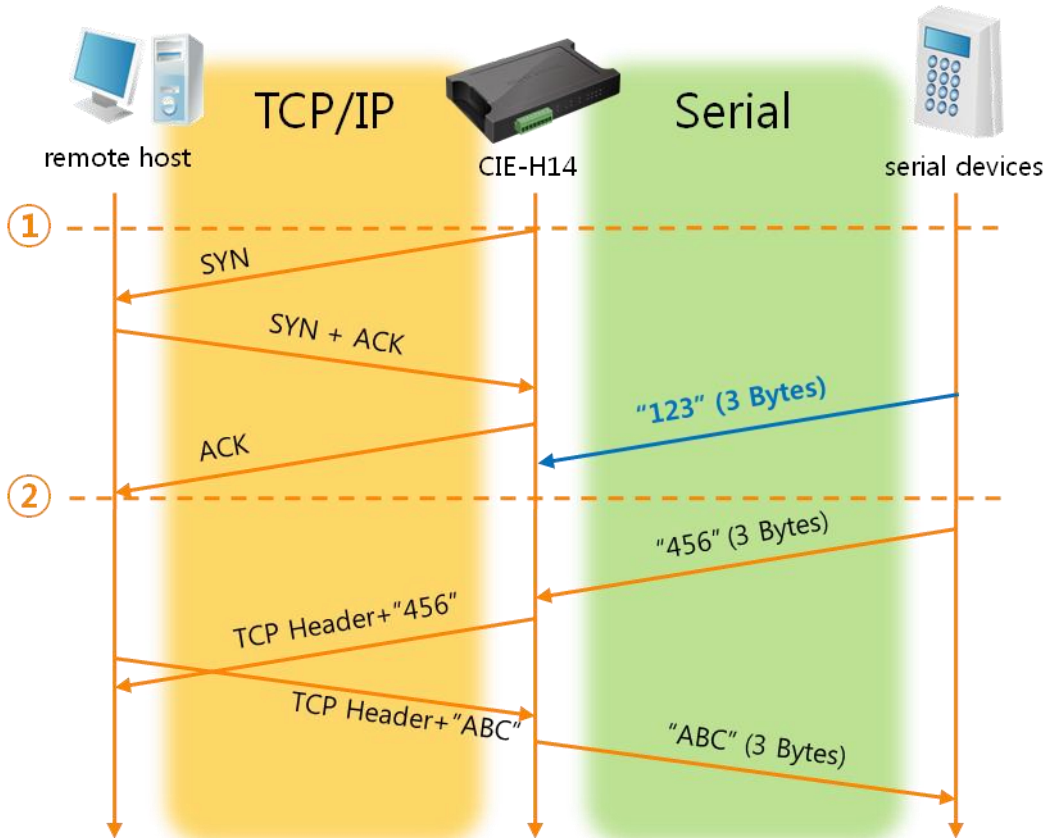 TCP/IP
Serial
remote host
CIE-H14
serial devices
①
SYN
SYN + ACK
"123" (3 Bytes)
ACK
②
"456" (3 Bytes)
TCP Header+"456"
TCP Header+"ABC"
"ABC" (3 Bytes)